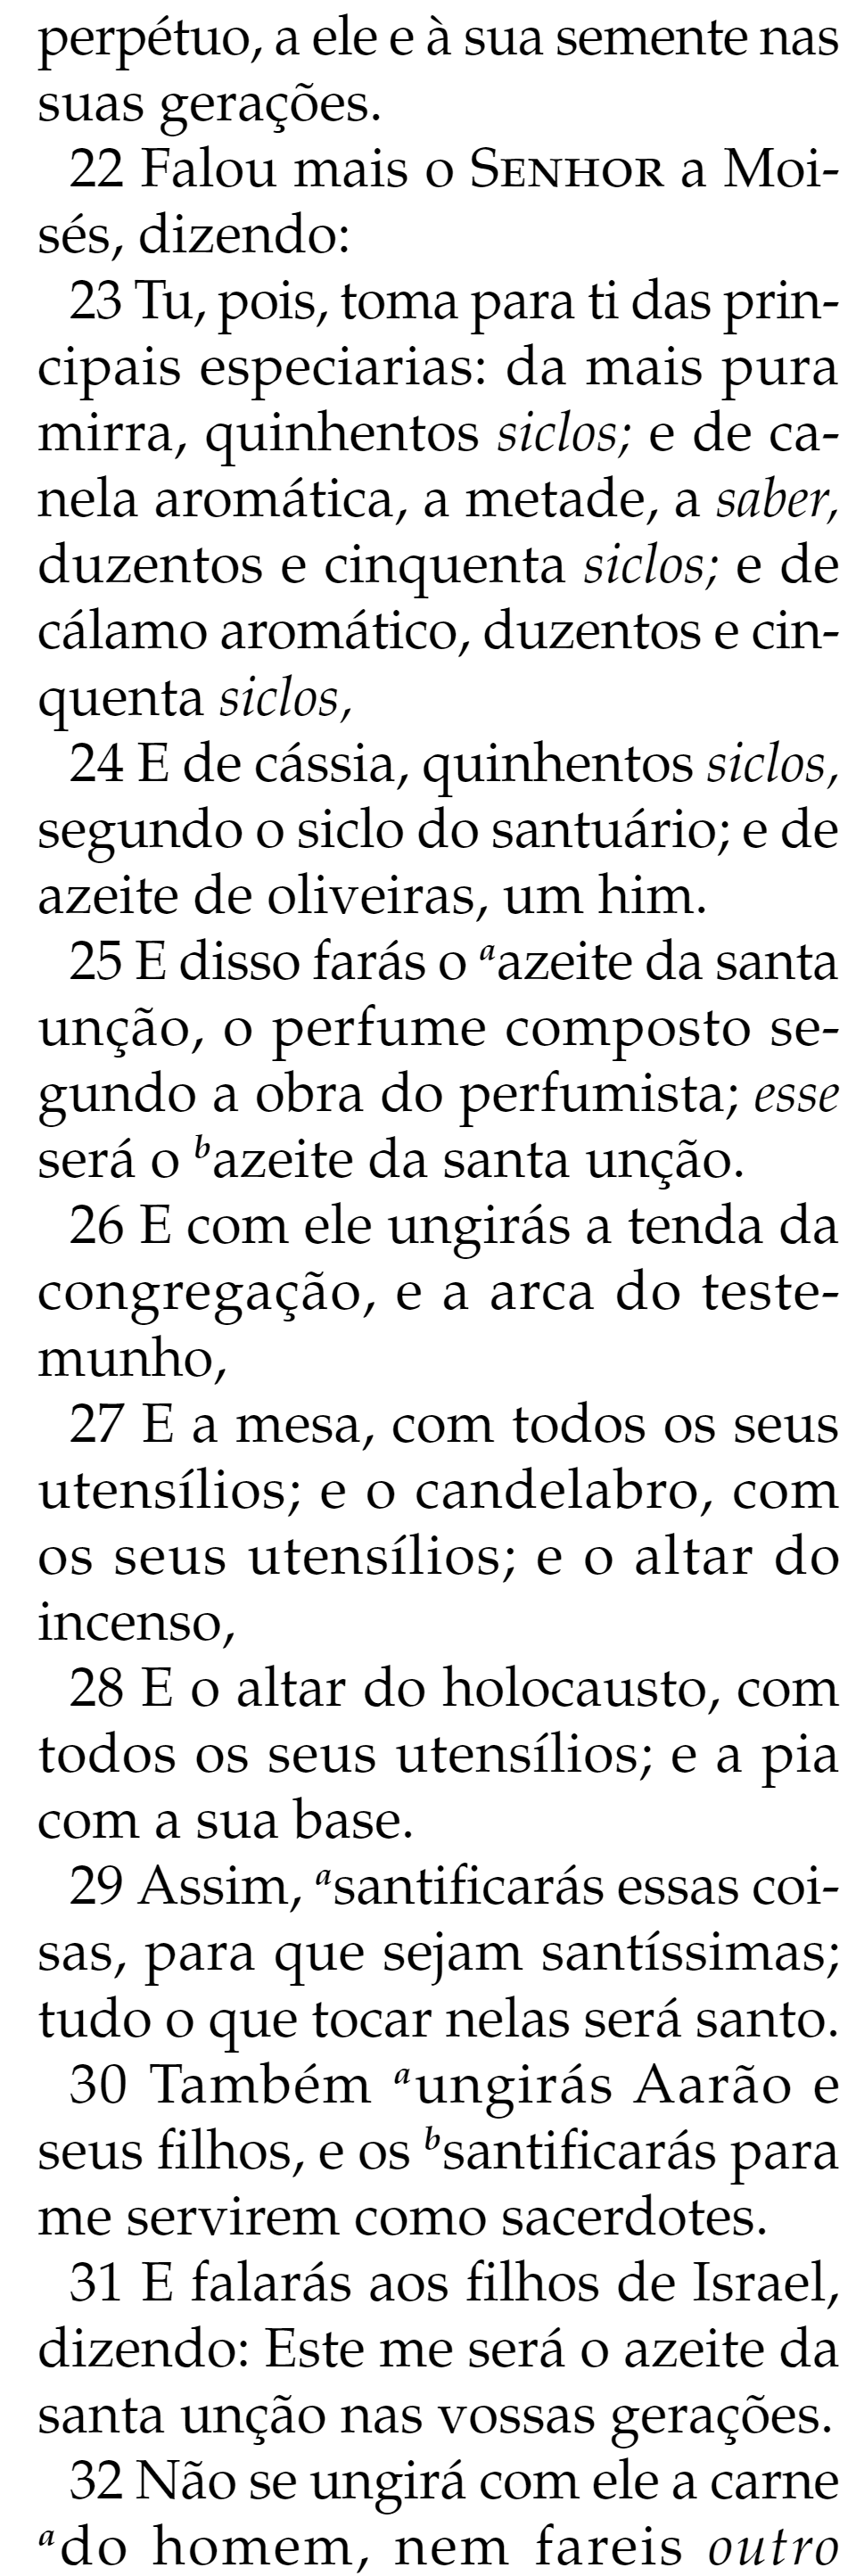 perpétuo, a ele e à sua semente nas
suas gerações.
22 Falou mais o SENHOR a Moi-
sés, dizendo:
23 Tu, pois, toma para ti das prin-
cipais especiarias: da mais pura
mirra, quinhentos siclos; e de ca-
nela aromática, a metade, a saber,
duzentos e cinquenta siclos; e de
cálamo aromático, duzentos e cin-
quenta siclos,
24 E de cássia, quinhentos siclos,
segundo o siclo do santuário; e de
azeite de oliveiras, um him.
25 E disso farás o aazeite da santa
unção, o perfume composto se-
gundo a obra do perfumista; esse
será o bazeite da santa unção.
26 E com ele ungirás a tenda da
congregação, e a arca do teste-
munho,
27 E a mesa, com todos os seus
utensílios; e o candelabro, com
os seus utensílios; e o altar do
incenso,
28 E o altar do holocausto, com
todos os seus utensílios; e a pia
com a sua base.
29 Assim, asantificarás essas coi-
sas, para que sejam santíssimas;
tudo o que tocar nelas será santo.
30 Também aungirás Aarão e
seus filhos, e os bsantificarás para
me servirem como sacerdotes.
31 E falarás aos filhos de Israel,
dizendo: Este me será o azeite da
santa unção nas vossas gerações.
32 Não se ungirá com ele a carne
ado homem, nem fareis outro